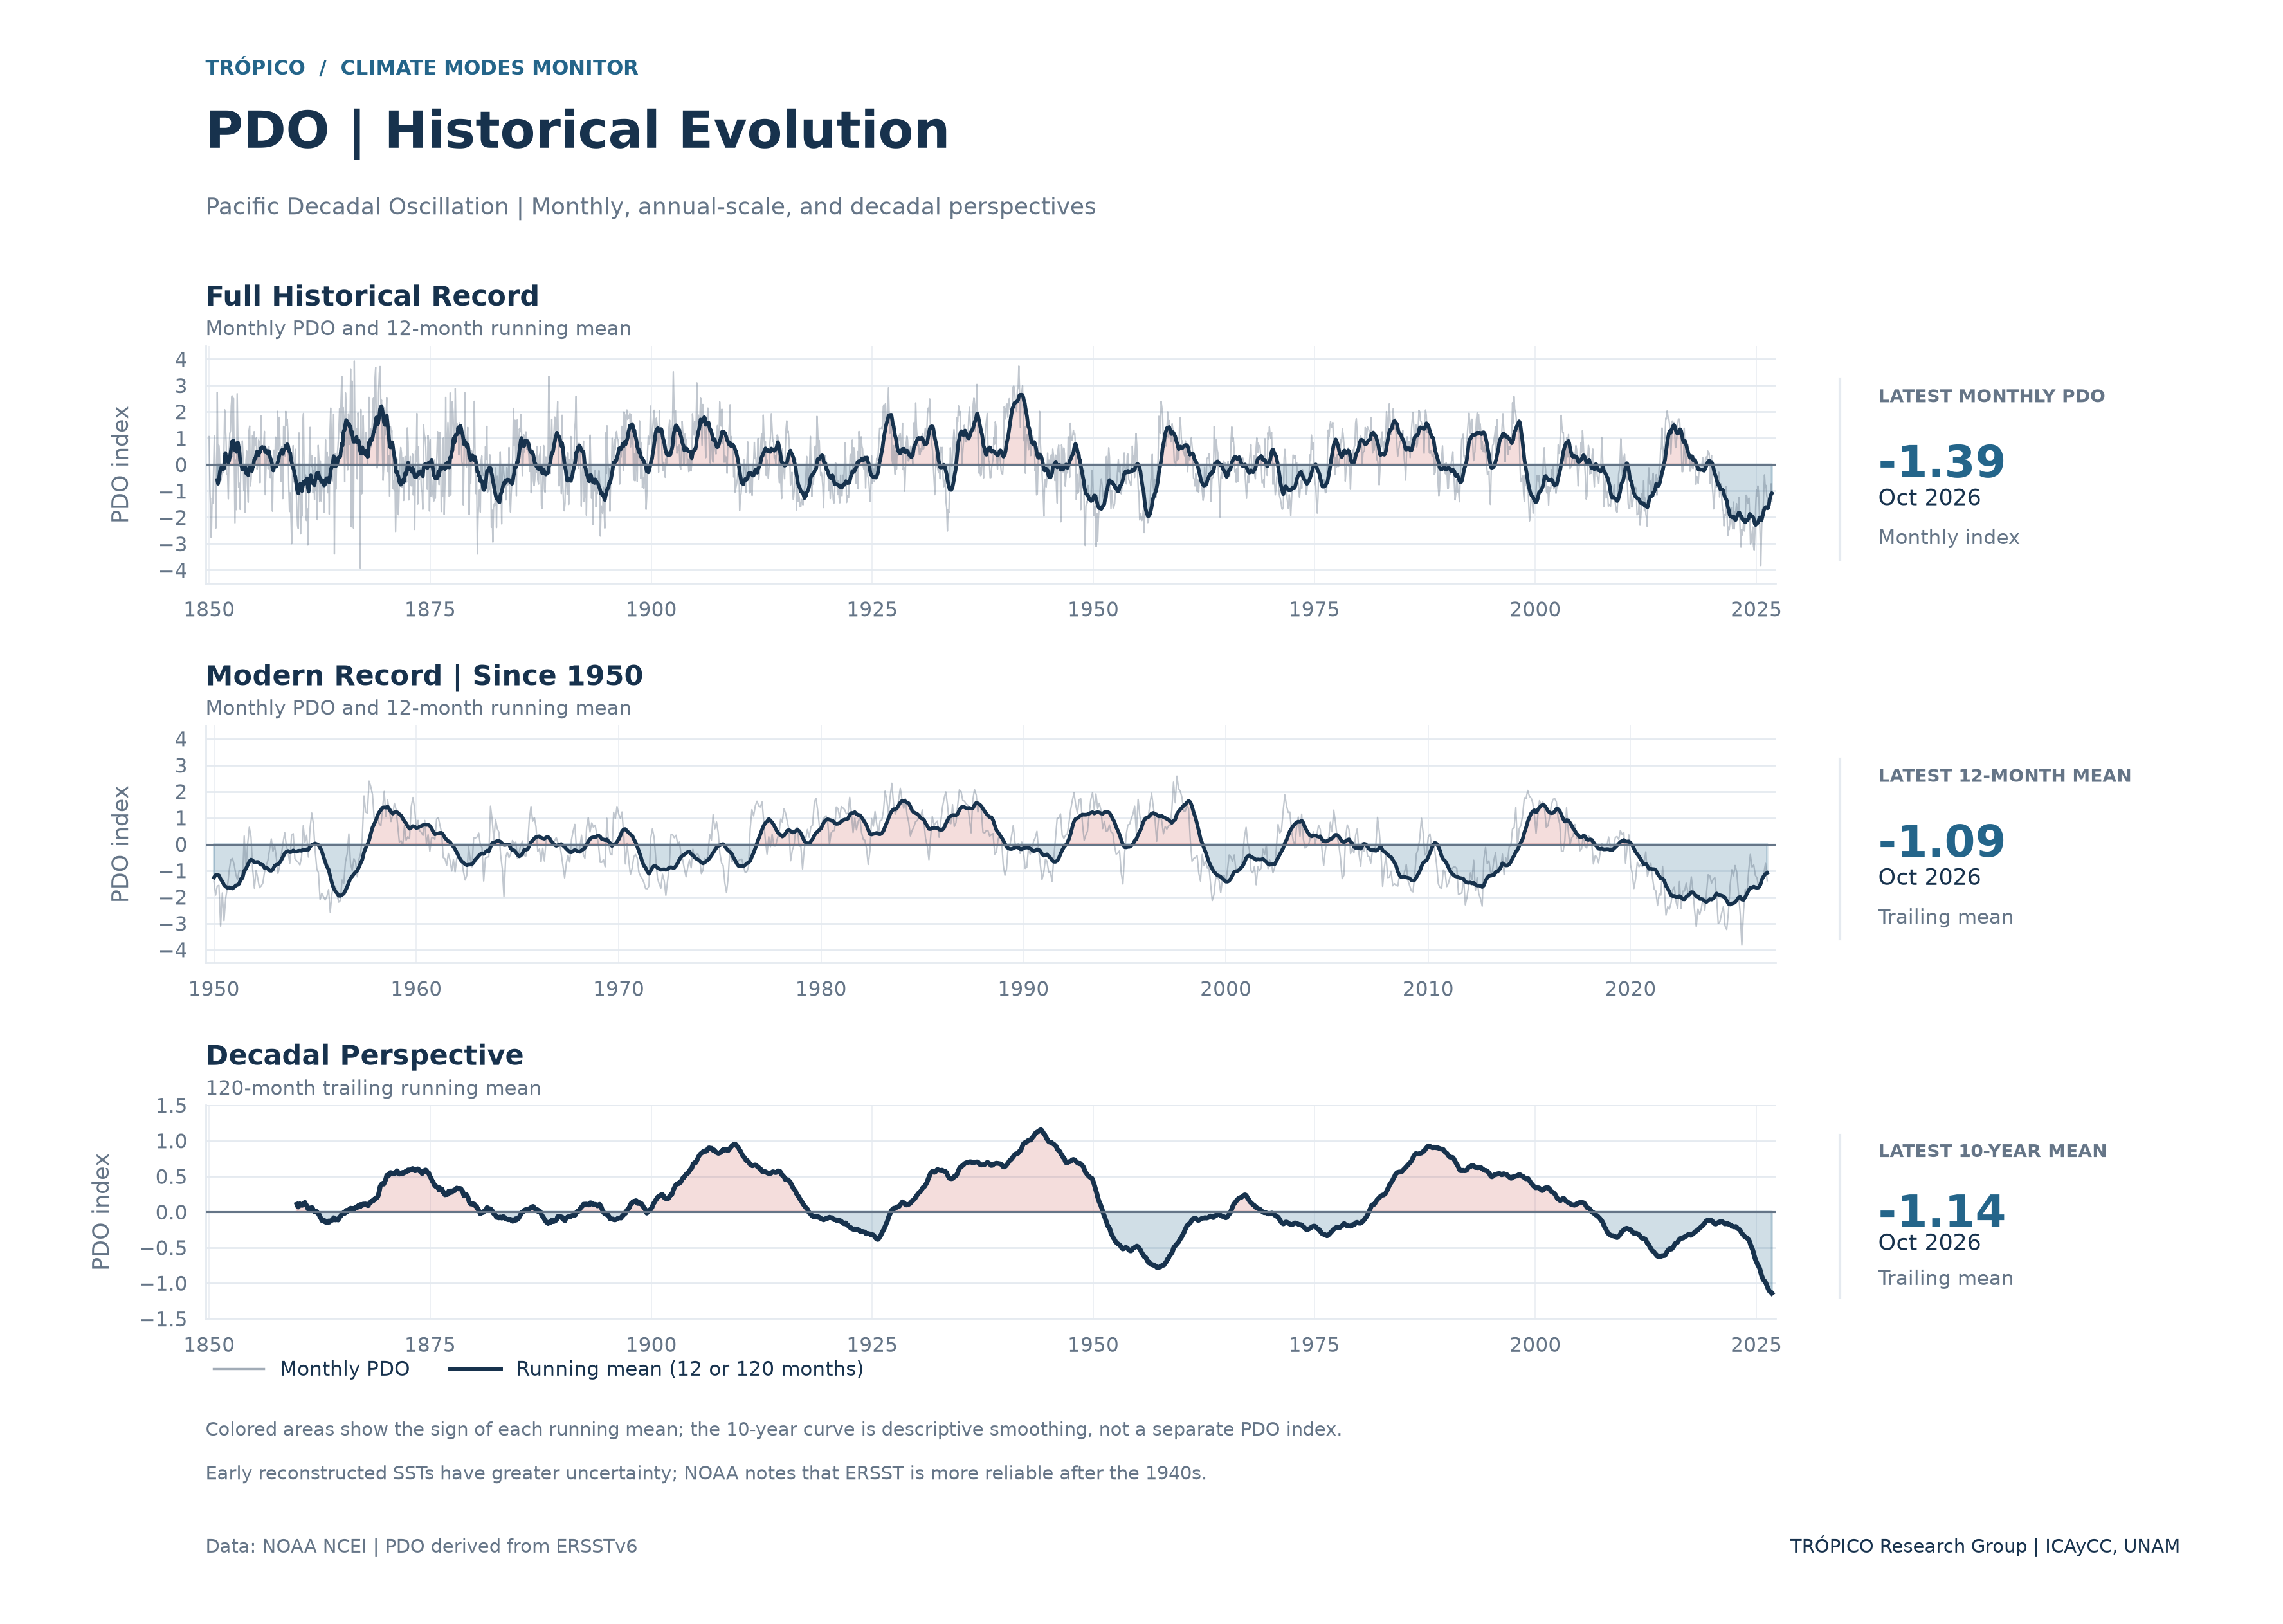 TRÓPICO / CLIMATE MODES MONITOR
PDO | Historical Evolution
Pacific Decadal Oscillation | Monthly, annual-scale, and decadal perspectives
Full Historical Record
Monthly PDO and 12-month running mean
4
3
2
1
0
−1
−2
−3
−4
PDO index
1850 1875 1900 1925 1950 1975 2000 2025
LATEST MONTHLY PDO
-1.39
Oct 2026
Monthly index
Modern Record | Since 1950
Monthly PDO and 12-month running mean
4
3
2
1
0
−1
−2
−3
−4
PDO index
1950 1960 1970 1980 1990 2000 2010 2020
LATEST 12-MONTH MEAN
-1.09
Oct 2026
Trailing mean
Decadal Perspective
120-month trailing running mean
1.5
1.0
0.5
0.0
−0.5
−1.0
−1.5
PDO index
1850 1875 1900 1925 1950 1975 2000 2025
LATEST 10-YEAR MEAN
-1.14
Oct 2026
Trailing mean
Monthly PDO Running mean (12 or 120 months)
Colored areas show the sign of each running mean; the 10-year curve is descriptive smoothing, not a separate PDO index.
Early reconstructed SSTs have greater uncertainty; NOAA notes that ERSST is more reliable after the 1940s.
Data: NOAA NCEI | PDO derived from ERSSTv6
TRÓPICO Research Group | ICAyCC, UNAM